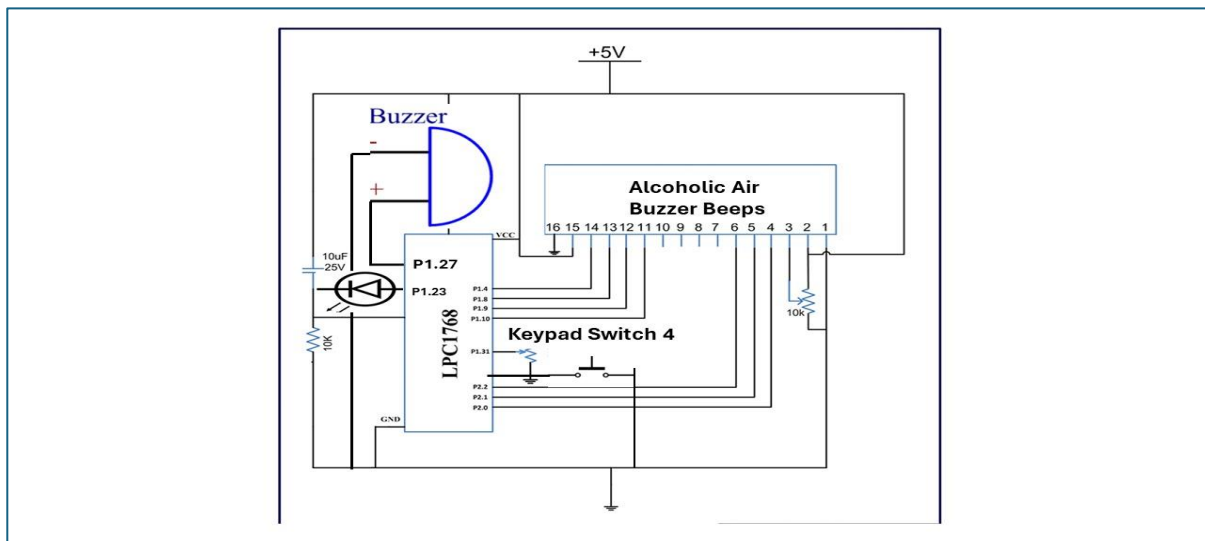 +5V
Buzzer
-
+
Alcoholic Air
Buzzer Beeps
16 15 14 13 12 11 10 9 8 7 6 5 4 3 2 1
VCC
10uF
25V
P1.27
P1.23
P1.4
P1.8
P1.9
P1.10
10k
10K
LPC1768
Keypad Switch 4
P1.31
P2.2
P2.1
P2.0
GND